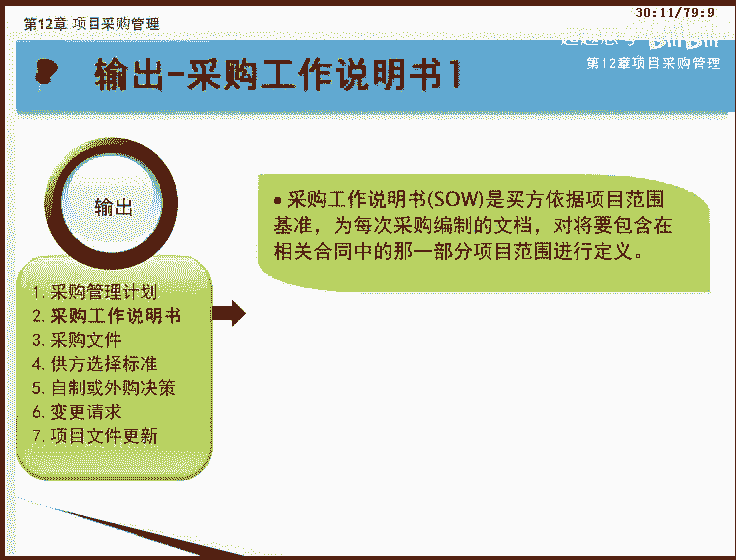 30:11/79:9
第12章 项目采购管理
第12章项目采购管理
输出-采购工作说明书1
输出
1. 采购管理计划
2. 采购工作说明书
3. 采购文件
4. 供方选择标准
5. 自制或外购决策
6. 变更请求
7. 项目文件更新
• 采购工作说明书(SOW)是买方依据项目范围
基准，为每次采购编制的文档，对将要包含在
相关合同中的那一部分项目范围进行定义。